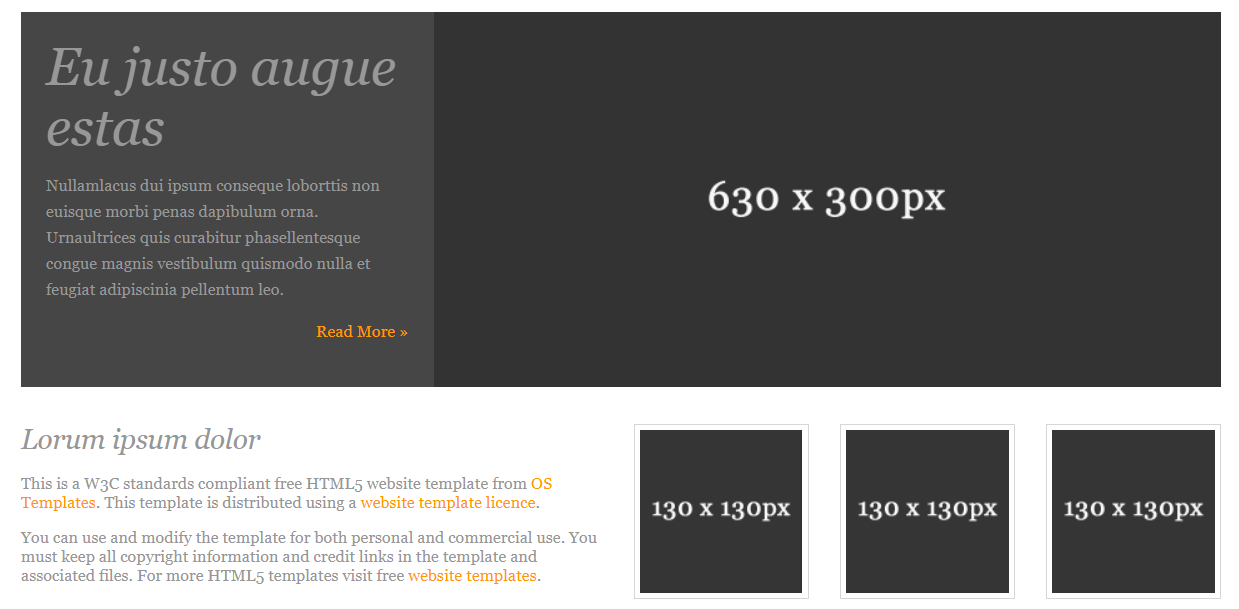 Eu justo augue
estas
Nullamlacus dui ipsum conseque loborttis non
euisque morbi penas dapibulum orna.
Urnaultrices quis curabitur phasellentesque
congue magnis vestibulum quismodo nulla et
feugiat adipiscinia pellentum leo.
Read More »
630 x 300px
Lorum ipsum dolor
This is a W3C standards compliant free HTML5 website template from OS
Templates. This template is distributed using a website template licence.
You can use and modify the template for both personal and commercial use. You
must keep all copyright information and credit links in the template and
associated files. For more HTML5 templates visit free website templates.
130 x 130px
130 x 130px
130 x 130px